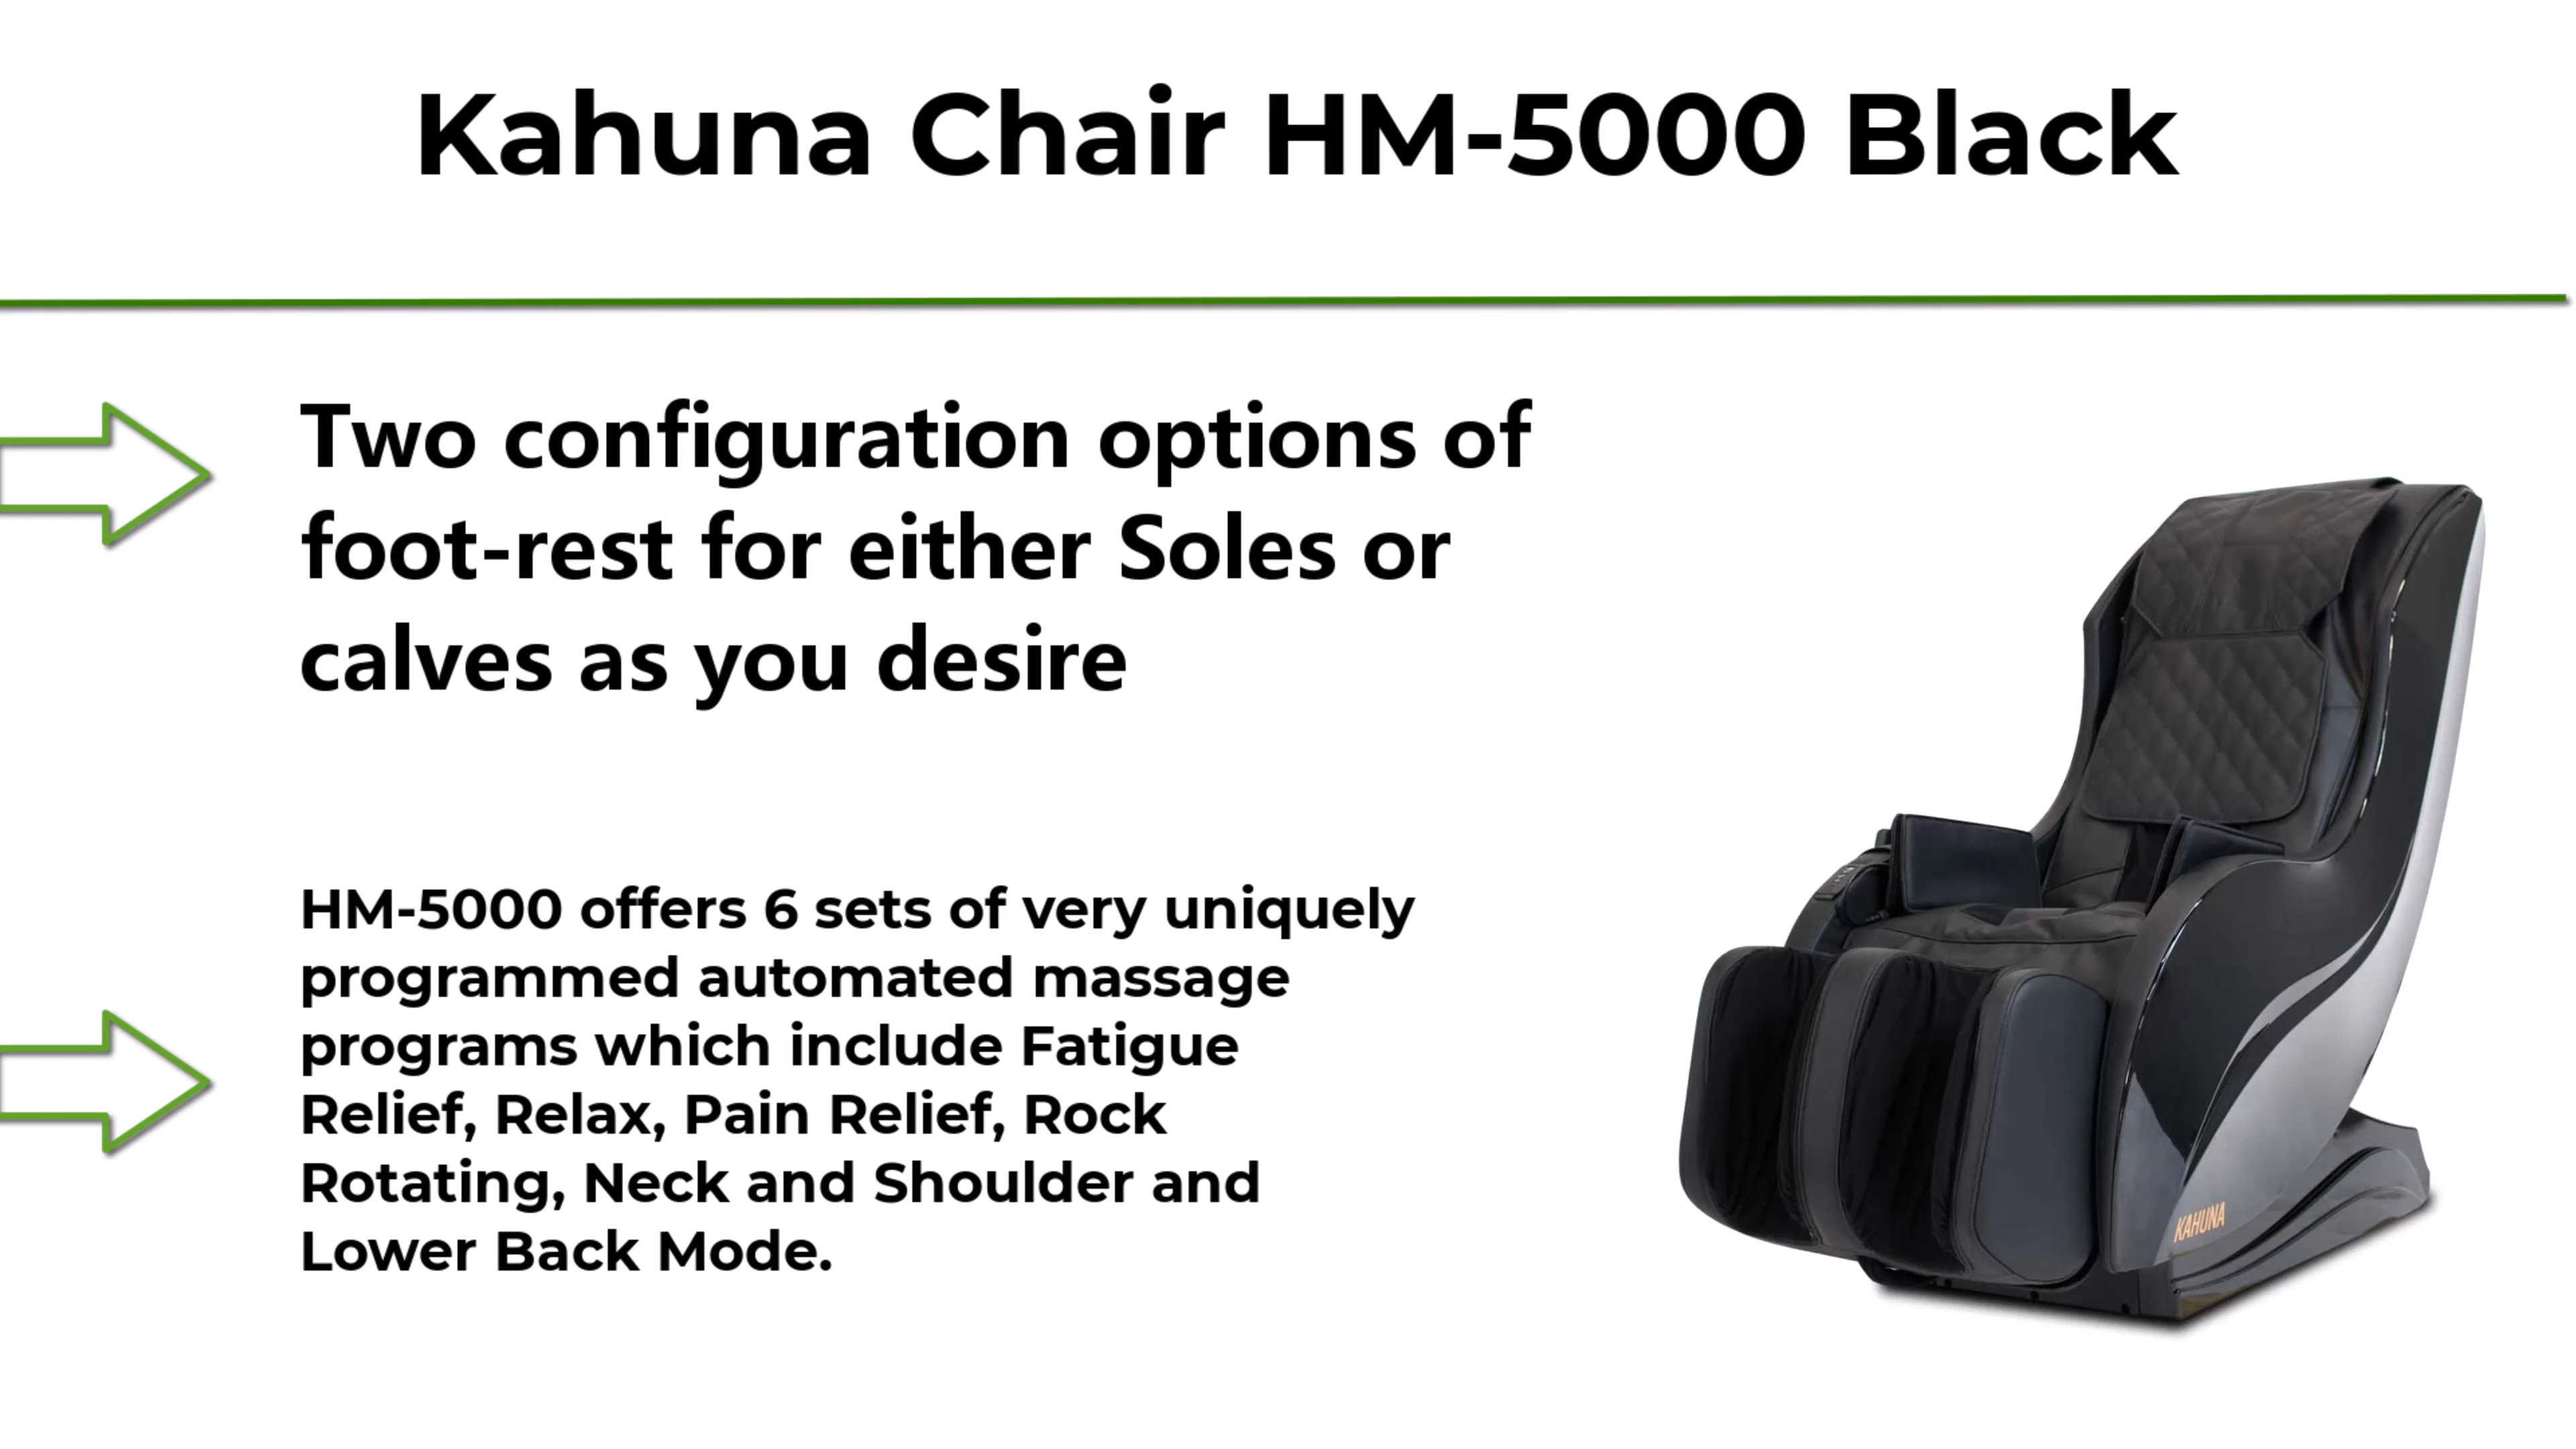 Kahuna Chair HM-5000 Black
Two configuration options of
foot-rest for either Soles or
calves as you desire
HM-5000 offers 6 sets of very uniquely
programmed automated massage
programs which include Fatigue
Relief, Relax, Pain Relief, Rock
Rotating, Neck and Shoulder and
Lower Back Mode.
KAHUNA